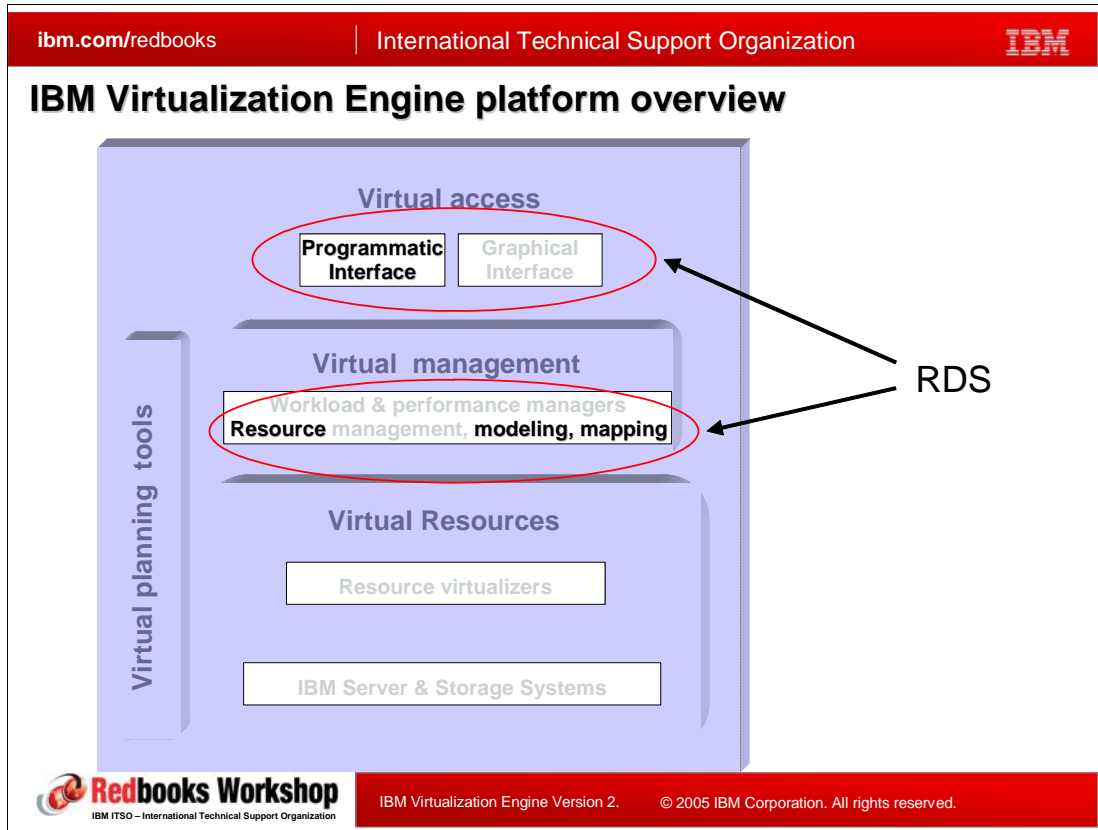 ibm.com/redbooks
International Technical Support Organization
IBM
IBM Virtualization Engine platform overview
Virtual access
Programmatic
Interface
Graphical
Interface
Virtual management
Workload & performance managers
Resource management, modeling, mapping
RDS
Virtual planning tools
Virtual Resources
Resource virtualizers
IBM Server & Storage Systems
Redbooks Workshop
IBM ITSO – International Technical Support Organization
IBM Virtualization Engine Version 2.
© 2005 IBM Corporation. All rights reserved.